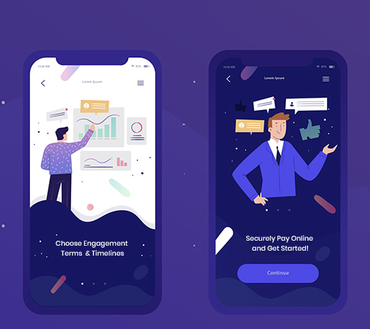 Lorem Ipsum
Choose Engagement
Terms & Timelines
Lorem Ipsum
Securely Pay Online
and Get Started!
Continue